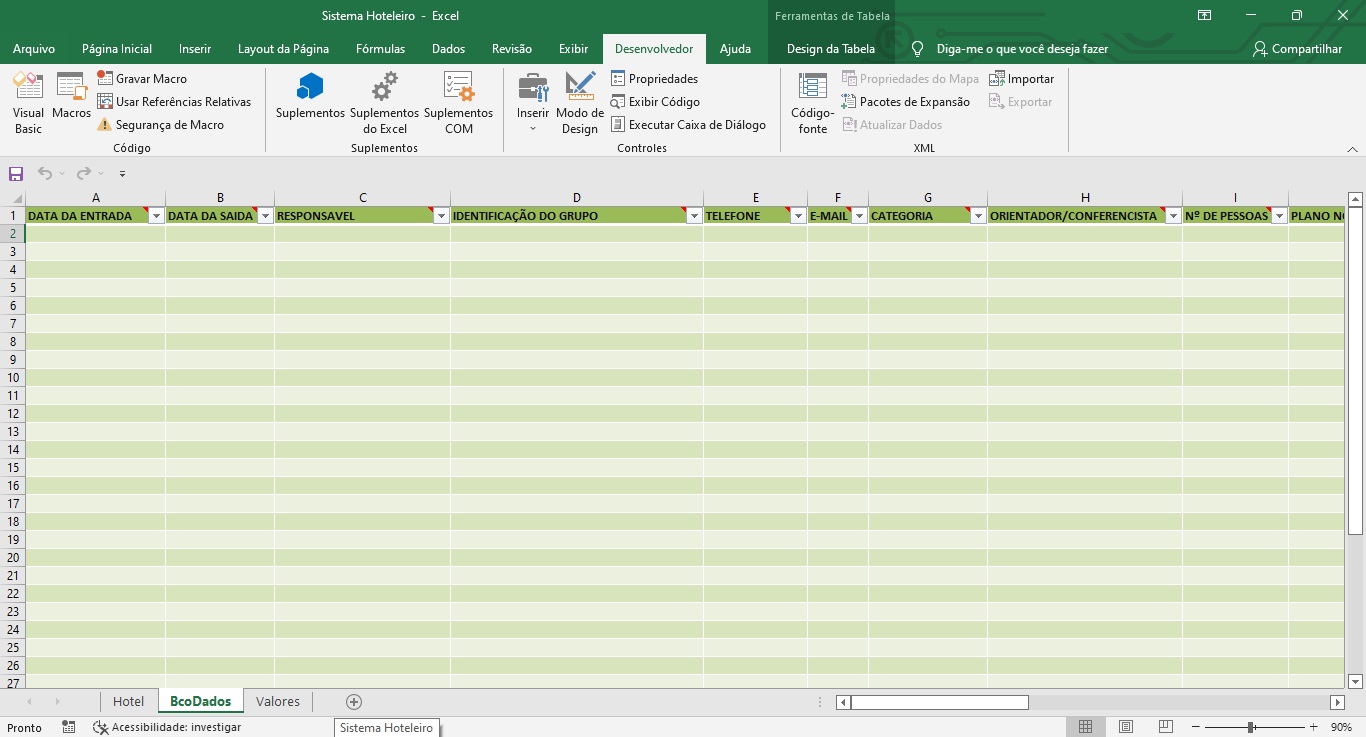 Sistema Hoteleiro - Excel
Ferramentas de Tabela
Arquivo Página Inicial Inserir Layout da Página Fórmulas Dados Revisão Exibir Desenvolvedor Ajuda Design da Tabela Diga-me o que você deseja fazer Compartilhar
Visual Basic
Macros
Gravar Macro
Usar Referências Relativas
Segurança de Macro
Código
Suplementos
Suplementos do Excel
Suplementos COM
Suplementos
Inserir
Modo de Design
Propriedades
Exibir Código
Executar Caixa de Diálogo
Controles
Código-fonte
Propriedades do Mapa
Pacotes de Expansão
Atualizar Dados
Importar
Exportar
XML
A B C D E F G H I
1 DATA DA ENTRADA DATA DA SAIDA RESPONSAVEL IDENTIFICAÇÃO DO GRUPO TELEFONE E-MAIL CATEGORIA ORIENTADOR/CONFERENCISTA Nº DE PESSOAS PLANO
2
3
4
5
6
7
8
9
10
11
12
13
14
15
16
17
18
19
20
21
22
23
24
25
26
27
Hotel BcoDados Valores
Pronto Acessibilidade: investigar Sistema Hoteleiro 90%